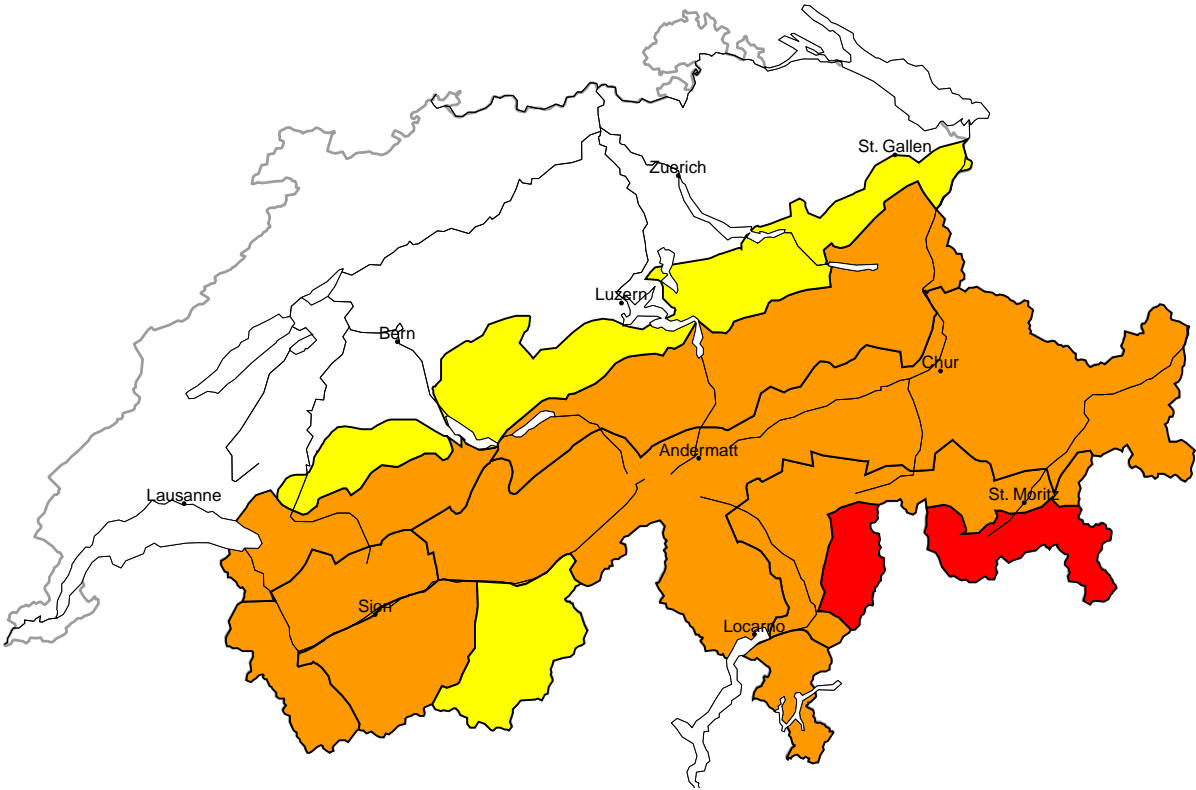 St. Gallen
Zuerich
Luzern
Bern
Chur
Andermatt
St. Moritz
Lausanne
Sion
Locarno